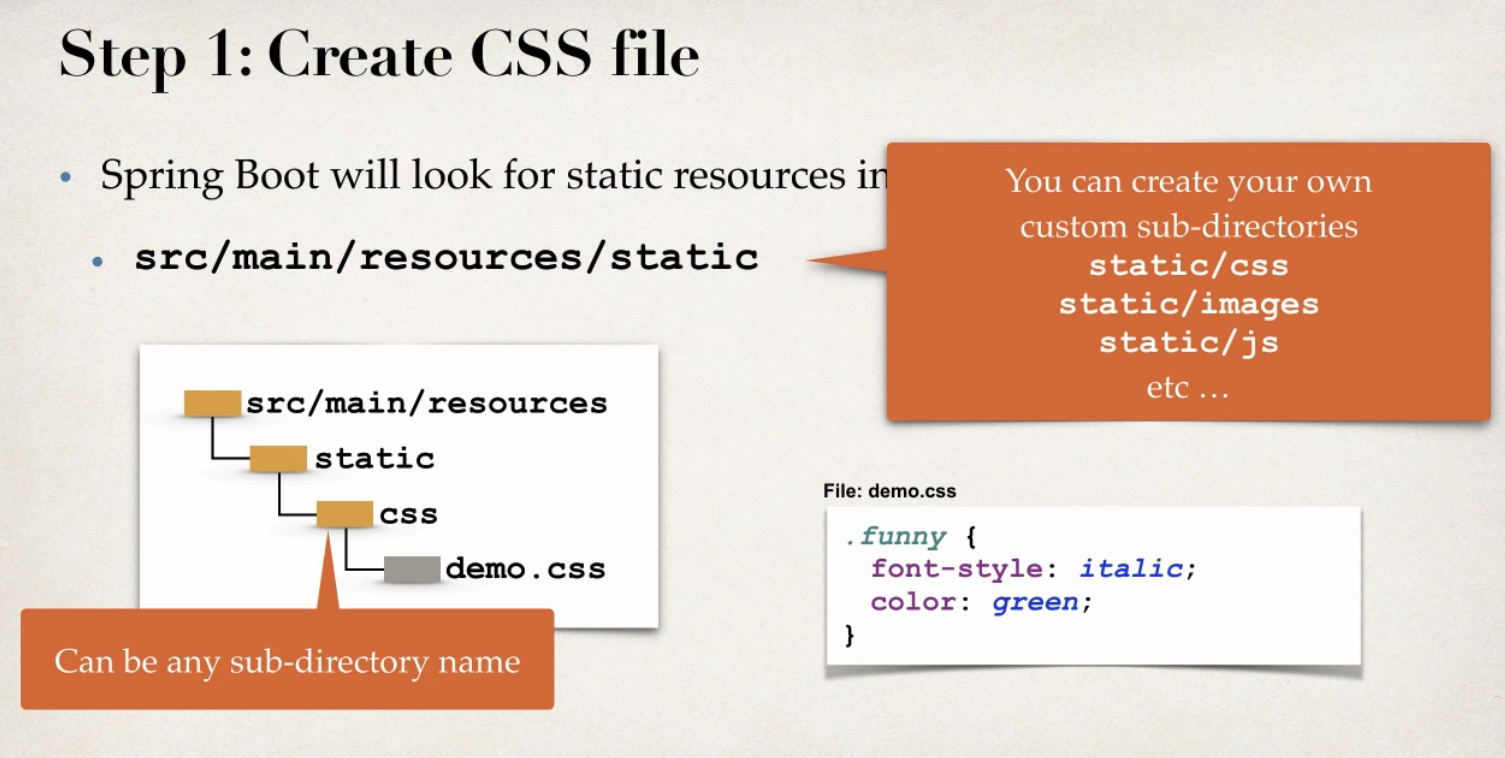 Step 1: Create CSS file
• Spring Boot will look for static resources in
• src/main/resources/static
You can create your own
custom sub-directories
static/css
static/images
static/js
etc …
src/main/resources
static
css
demo.css
Can be any sub-directory name
File: demo.css
.funny {
font-style: italic;
color: green;
}